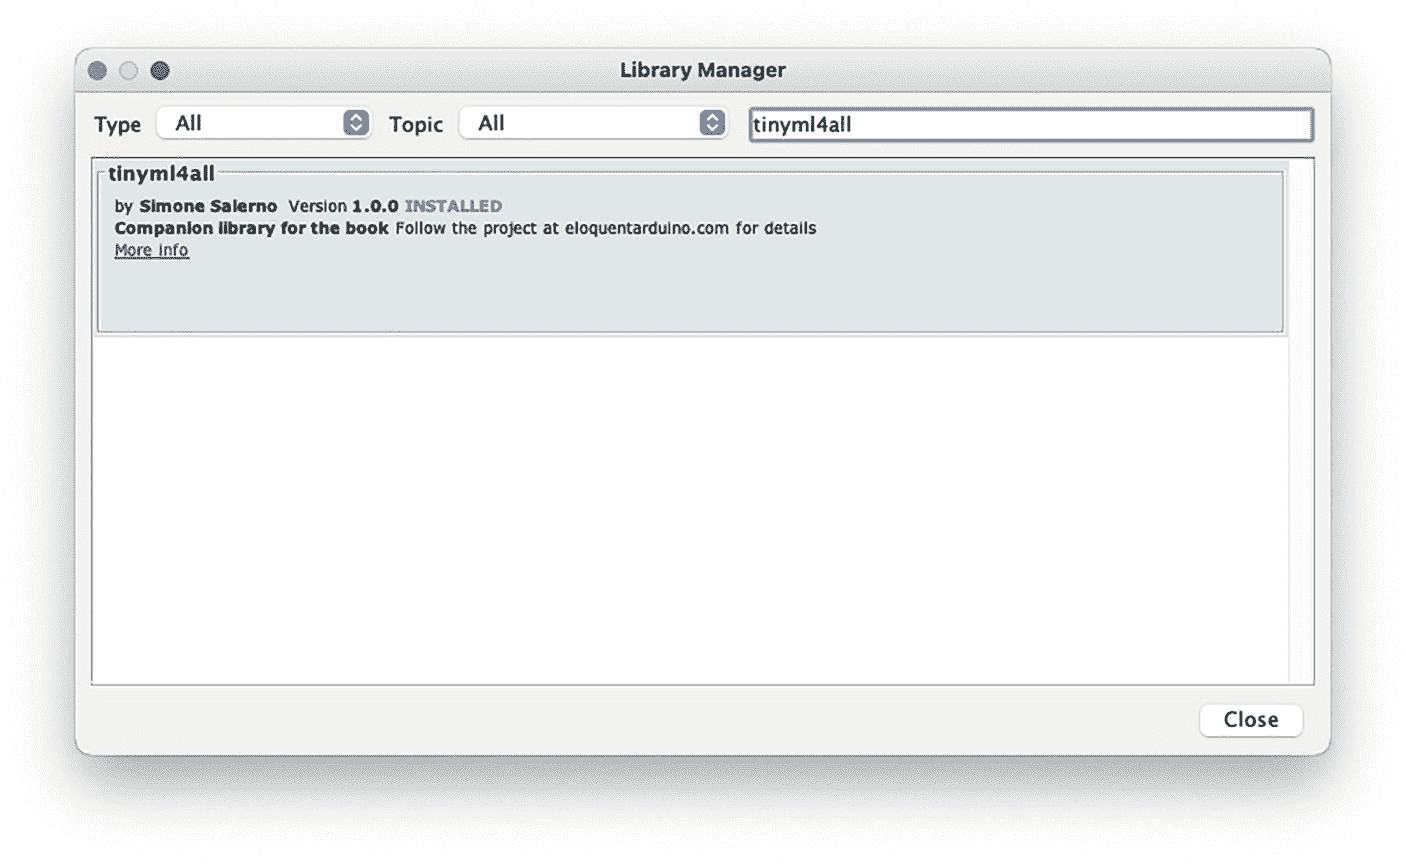 Library Manager
Type All Topic All tinyml4all
tinyml4all
by Simone Salerno Version 1.0.0 INSTALLED
Companion library for the book Follow the project at eloquentarduino.com for details
More info
Close